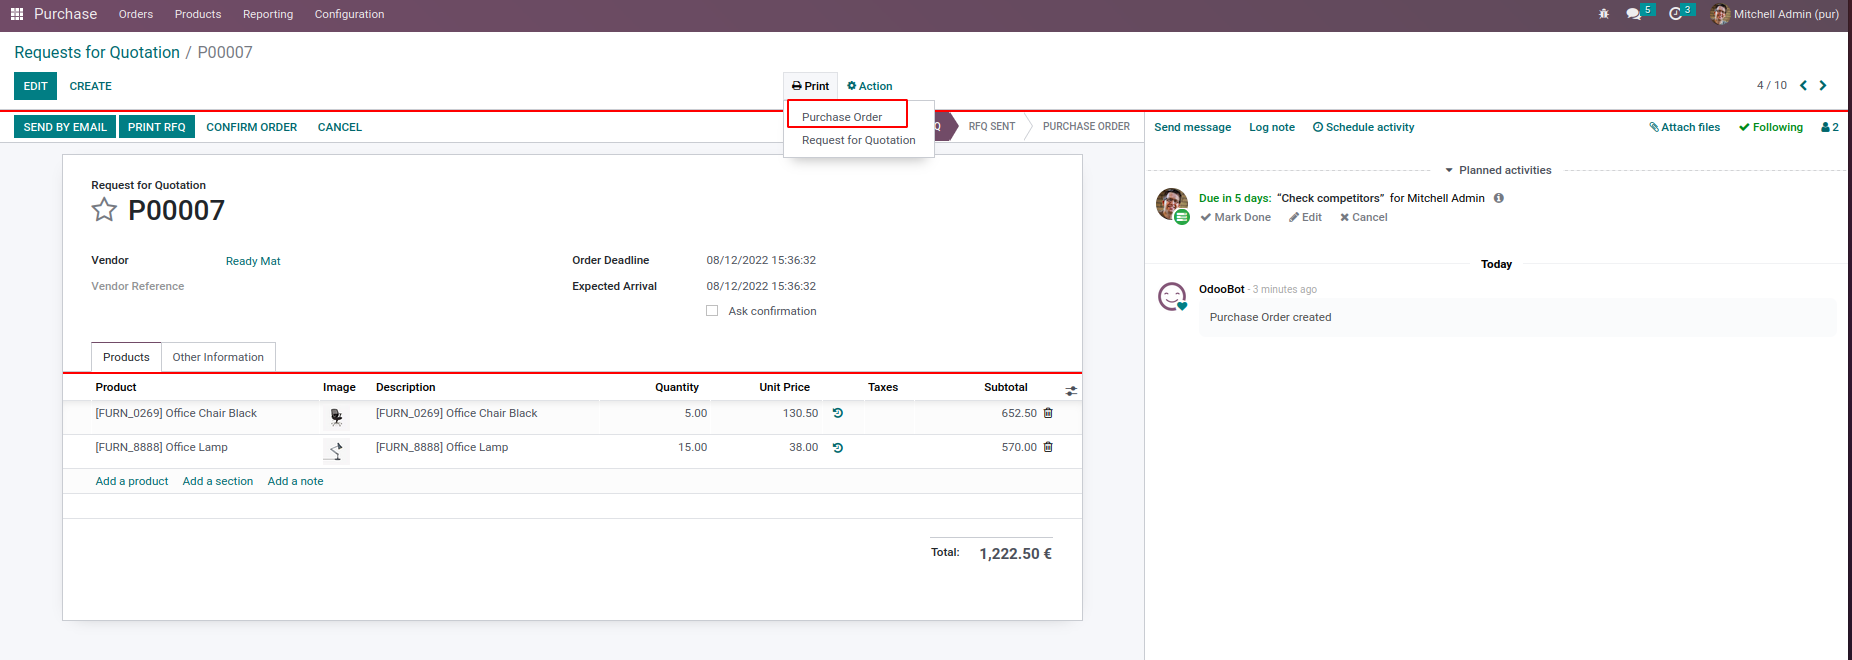 Purchase Orders Products Reporting Configuration 5 3 Mitchell Admin (pur)
Requests for Quotation / P00007
EDIT CREATE Print Action 4 / 10
Purchase Order
Request for Quotation
SEND BY EMAIL PRINT RFQ CONFIRM ORDER CANCEL Q RFQ SENT PURCHASE ORDER
Send message Log note Schedule activity Attach files Following 2
Request for Quotation
P00007
Vendor Ready Mat Order Deadline 08/12/2022 15:36:32
Vendor Reference Expected Arrival 08/12/2022 15:36:32
Ask confirmation
Products Other Information
Product Image Description Quantity Unit Price Taxes Subtotal
[FURN_0269] Office Chair Black [FURN_0269] Office Chair Black 5.00 130.50 652.50
[FURN_8888] Office Lamp [FURN_8888] Office Lamp 15.00 38.00 570.00
Add a product Add a section Add a note
Total: 1,222.50 €
Planned activities
Due in 5 days: “Check competitors” for Mitchell Admin
Mark Done Edit Cancel
Today
OdooBot - 3 minutes ago
Purchase Order created